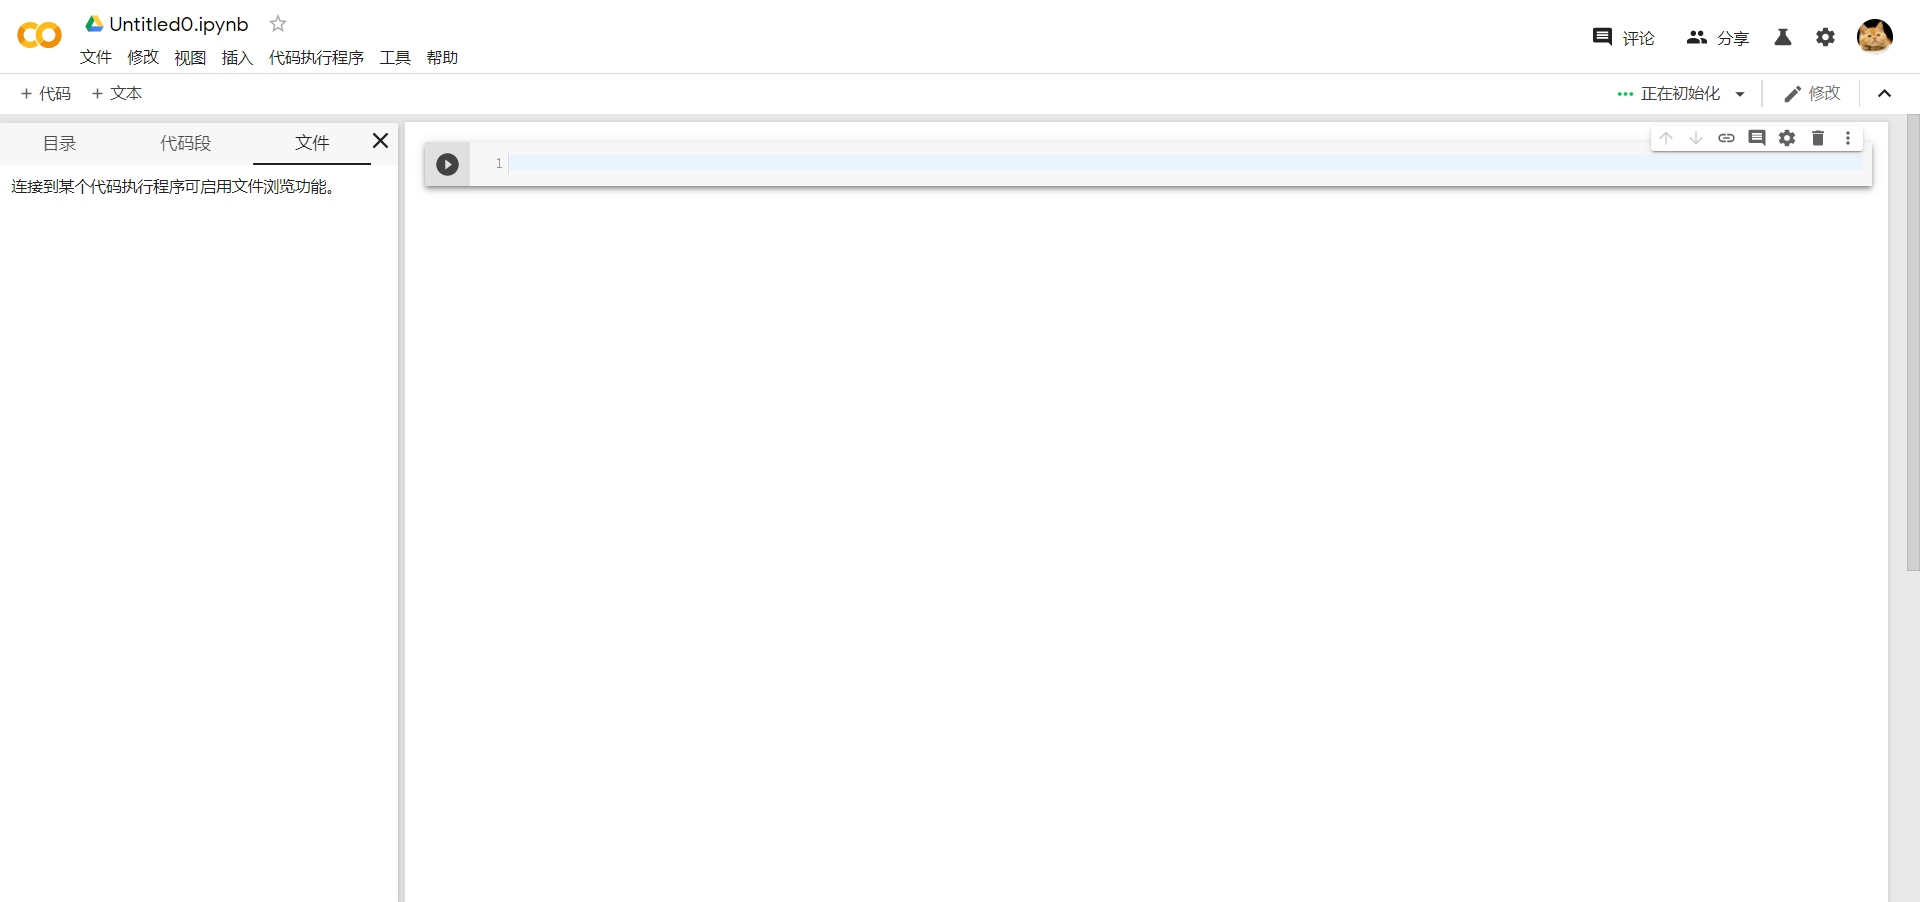 Untitled0.ipynb
文件 修改 视图 插入 代码执行程序 工具 帮助
评论 分享
+ 代码 + 文本
正在初始化 修改
目录 代码段 文件
连接到某个代码执行程序可启用文件浏览功能。
1